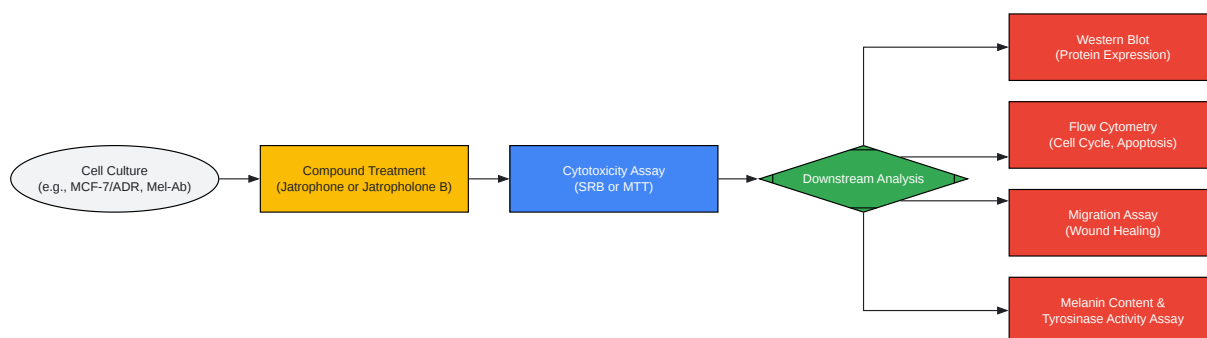 Cell Culture
(e.g., MCF-7/ADR, Mel-Ab)
Compound Treatment
(Jatrophone or Jatropholone B)
Cytotoxicity Assay
(SRB or MTT)
Downstream Analysis
Western Blot
(Protein Expression)
Flow Cytometry
(Cell Cycle, Apoptosis)
Migration Assay
(Wound Healing)
Melanin Content &
Tyrosinase Activity Assay